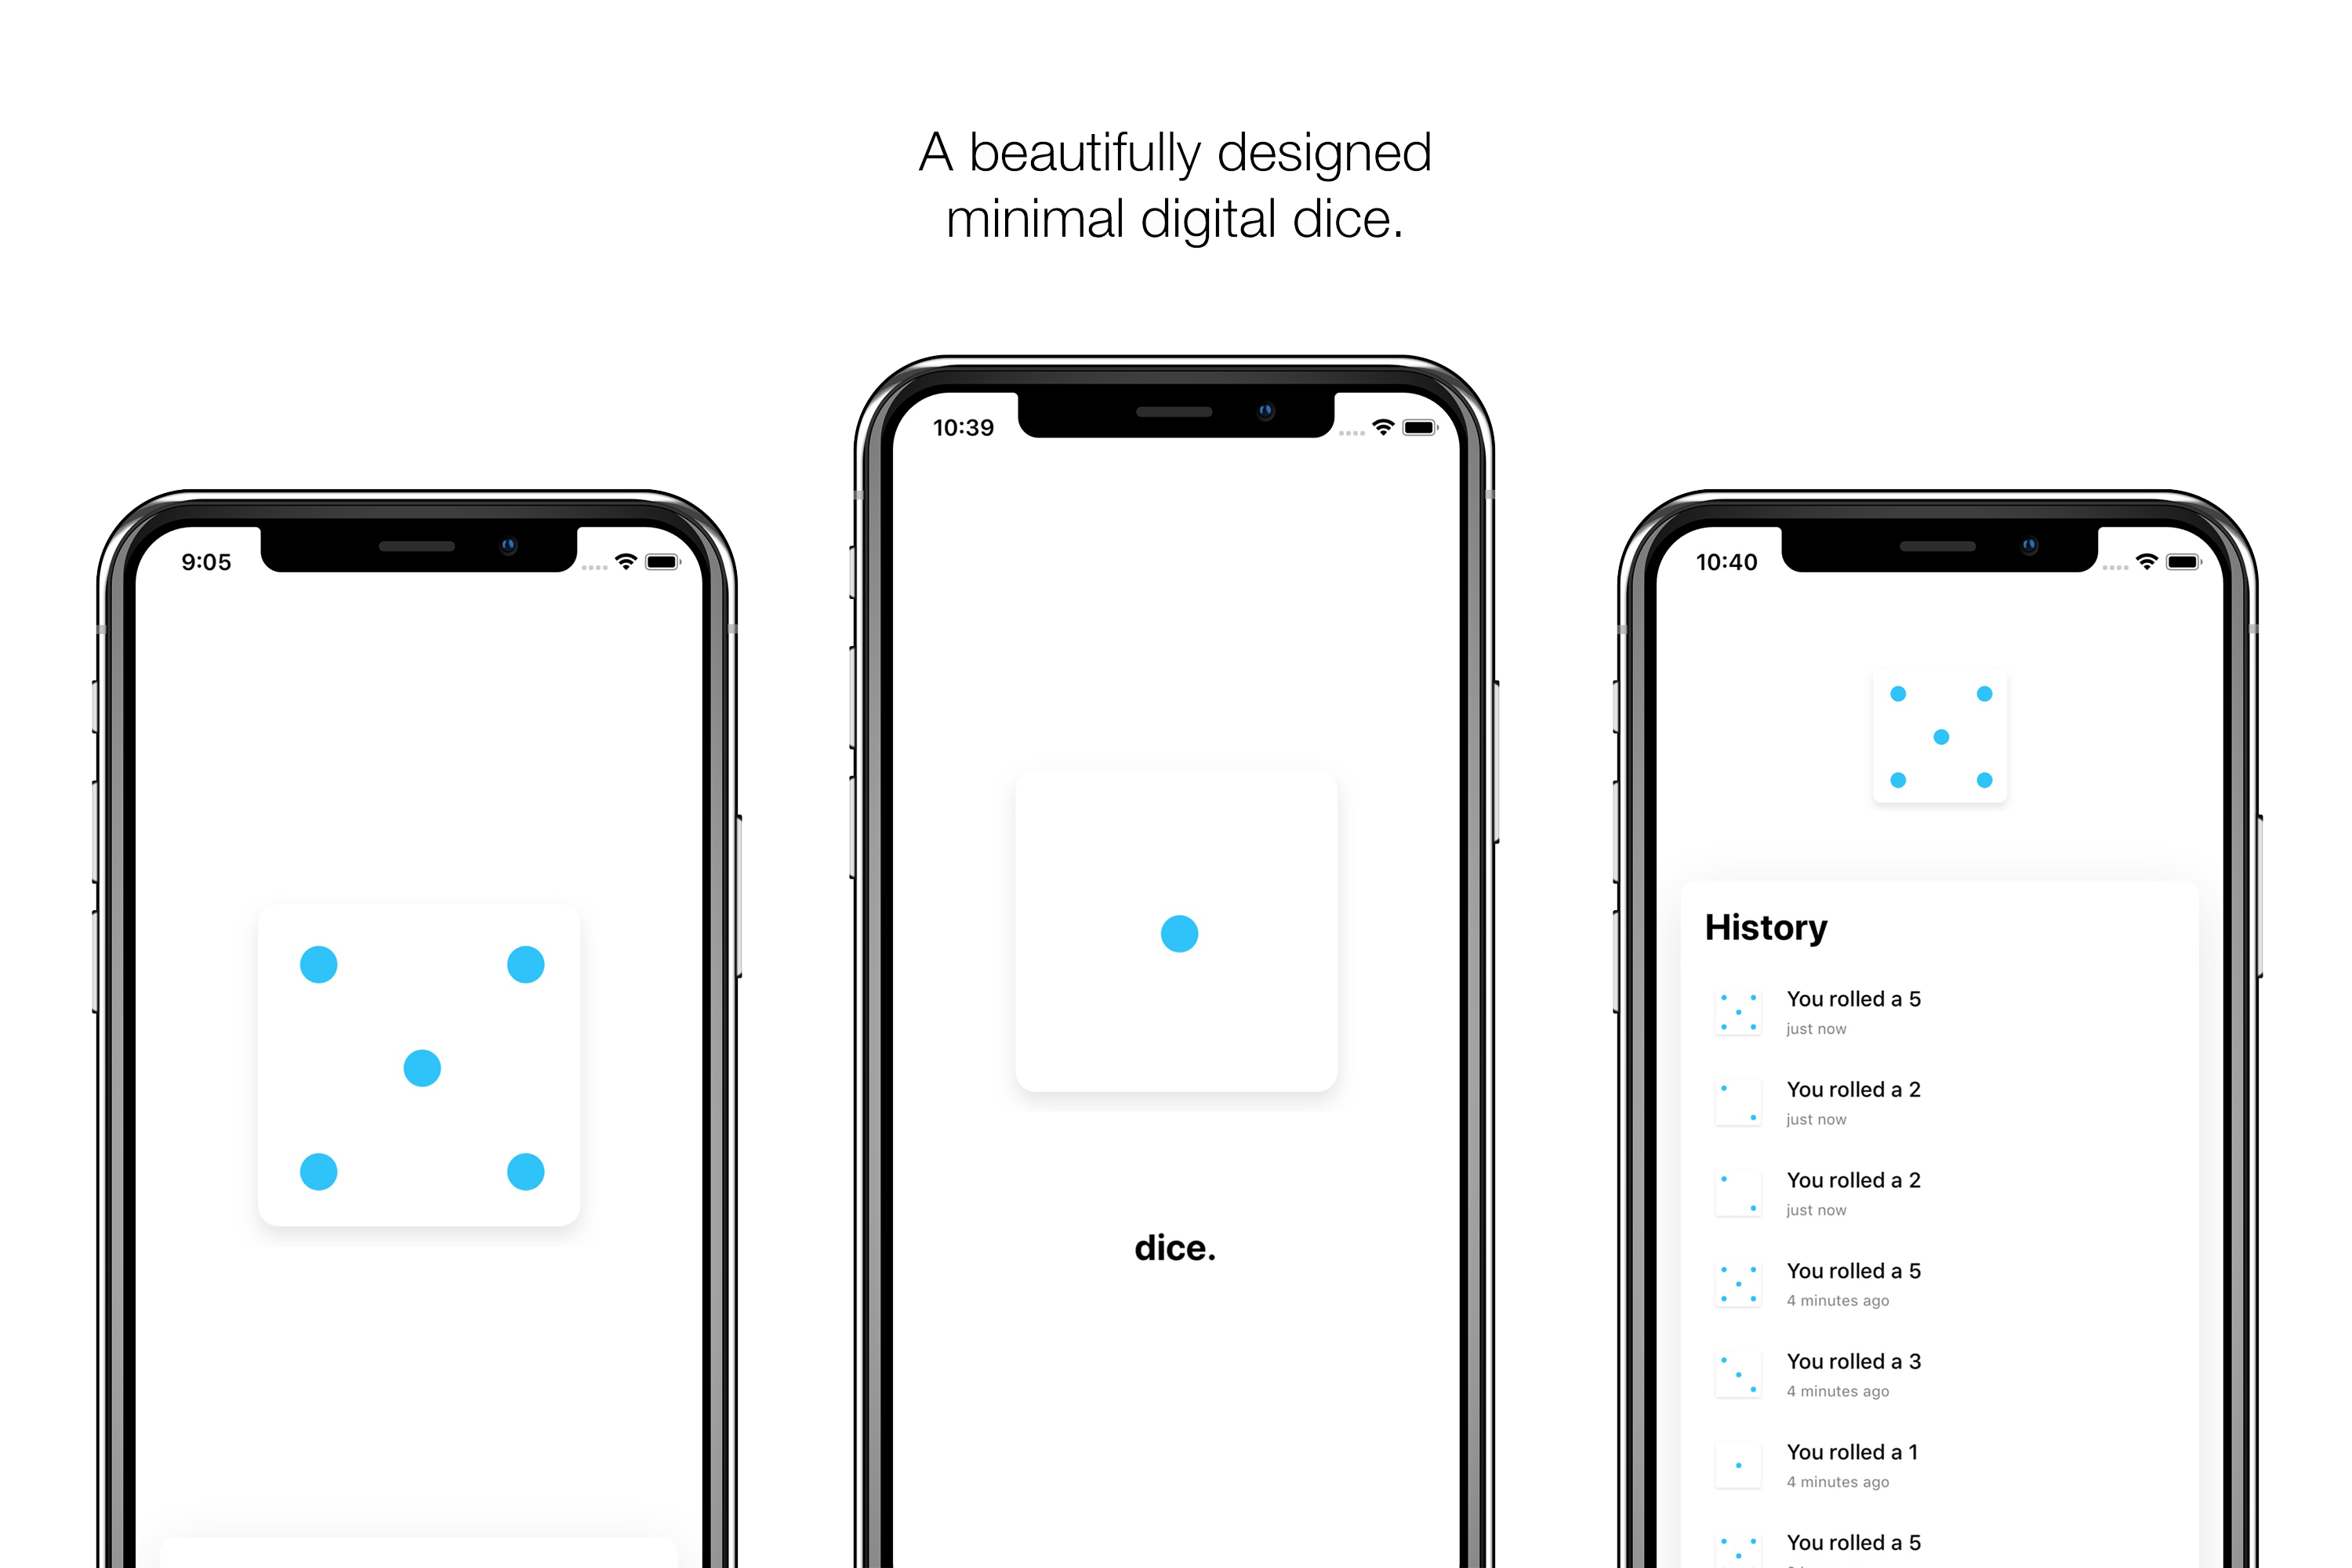 A beautifully designed
minimal digital dice.
9:05
10:39
dice.
10:40
History
You rolled a 5
just now
You rolled a 2
just now
You rolled a 2
just now
You rolled a 5
4 minutes ago
You rolled a 3
4 minutes ago
You rolled a 1
4 minutes ago
You rolled a 5